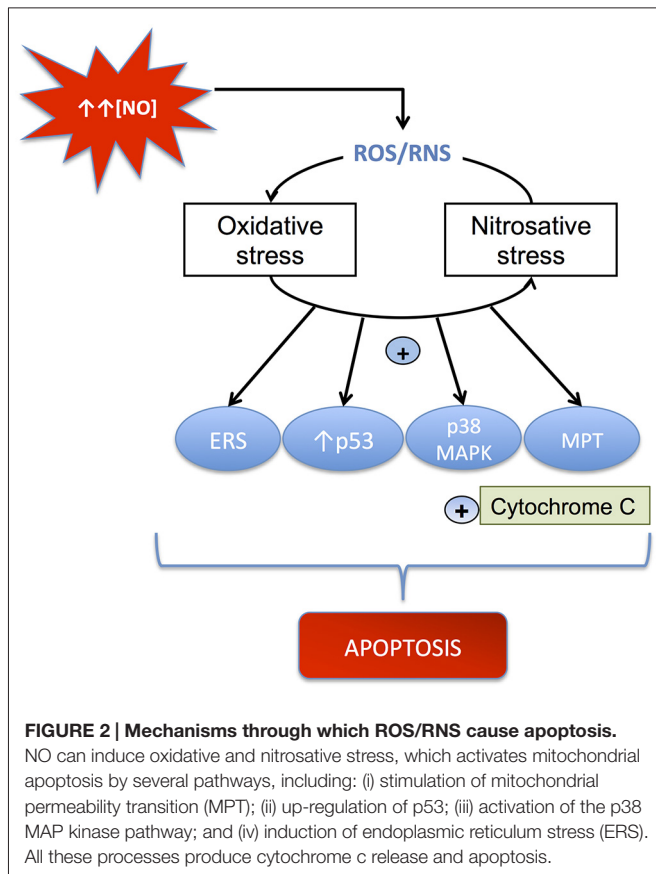 ↑↑[NO]
ROS/RNS
Oxidative
stress
Nitrosative
stress
+
ERS
↑p53
p38
MAPK
MPT
+
Cytochrome C
APOPTOSIS
FIGURE 2 | Mechanisms through which ROS/RNS cause apoptosis.
NO can induce oxidative and nitrosative stress, which activates mitochondrial
apoptosis by several pathways, including: (i) stimulation of mitochondrial
permeability transition (MPT); (ii) up-regulation of p53; (iii) activation of the p38
MAP kinase pathway; and (iv) induction of endoplasmic reticulum stress (ERS).
All these processes produce cytochrome c release and apoptosis.